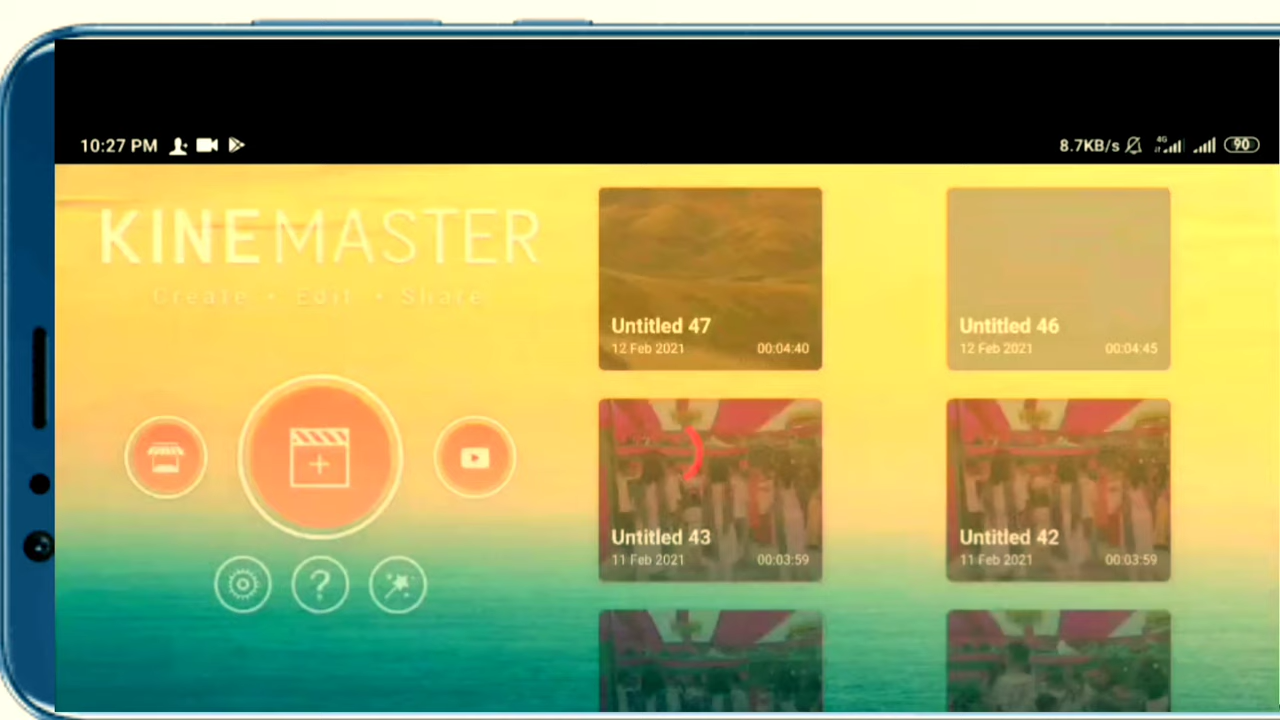 10:27 PM
8.7KB/s 4G 90
KINEMASTER
Create • Edit • Share
Untitled 47
12 Feb 2021 00:04:40
Untitled 46
12 Feb 2021 00:04:45
Untitled 43
11 Feb 2021 00:03:59
Untitled 42
11 Feb 2021 00:03:59